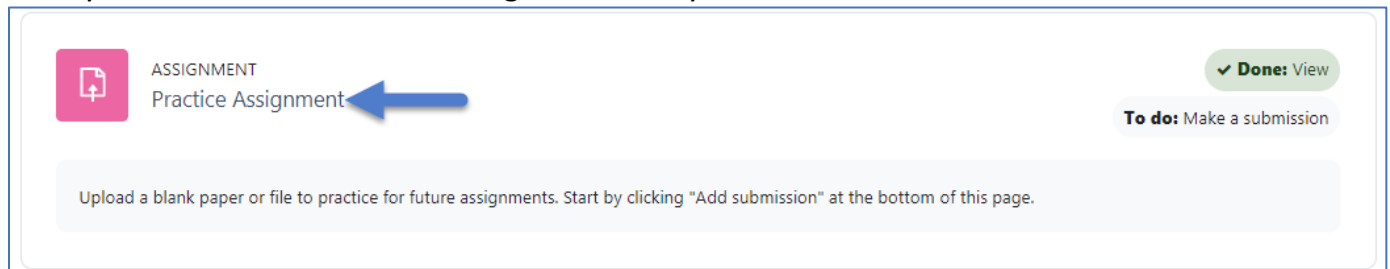 ASSIGNMENT
Practice Assignment
✔ Done: View
To do: Make a submission
Upload a blank paper or file to practice for future assignments. Start by clicking "Add submission" at the bottom of this page.